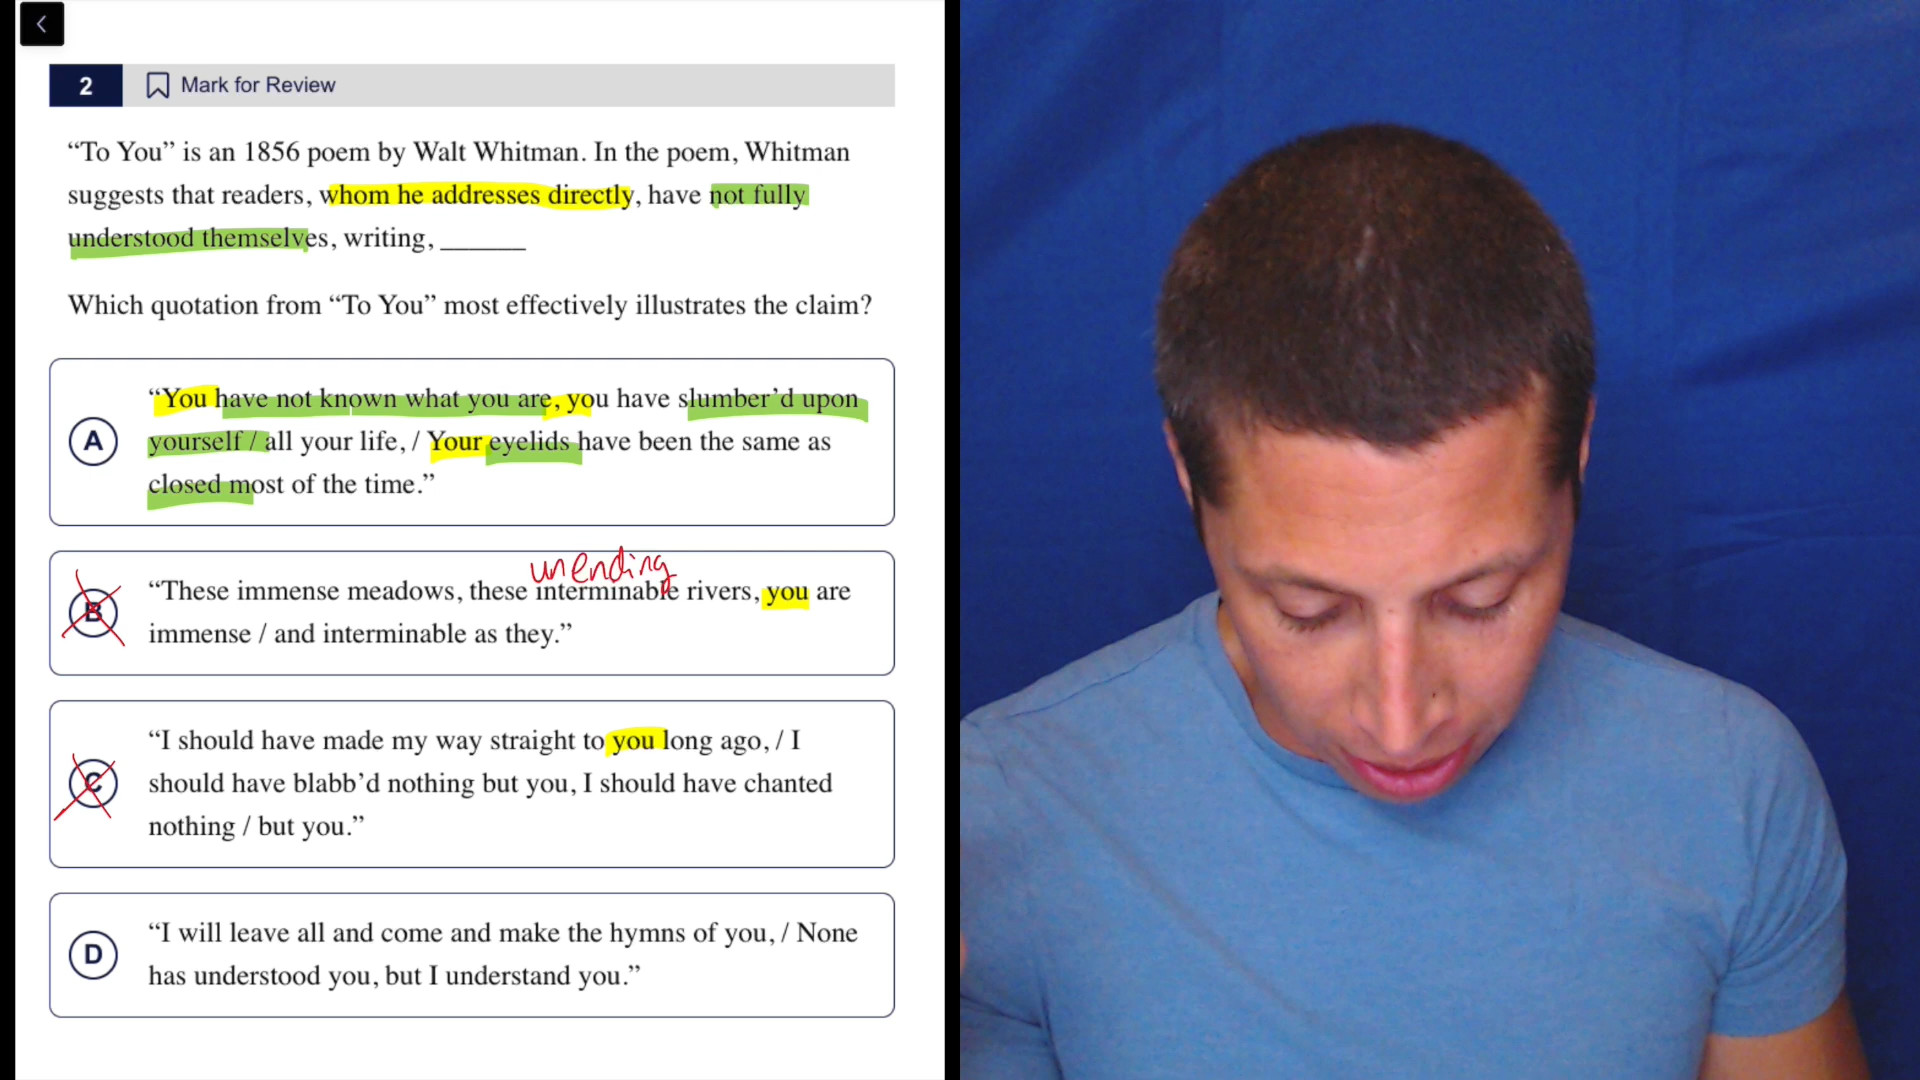 2 Mark for Review
“To You” is an 1856 poem by Walt Whitman. In the poem, Whitman
suggests that readers, whom he addresses directly, have not fully
understood themselves, writing, ______
Which quotation from “To You” most effectively illustrates the claim?
A
“You have not known what you are, you have slumber’d upon
yourself / all your life, / Your eyelids have been the same as
closed most of the time.”
unending
B
“These immense meadows, these interminable rivers, you are
immense / and interminable as they.”
C
“I should have made my way straight to you long ago, / I
should have blabb’d nothing but you, I should have chanted
nothing / but you.”
D
“I will leave all and come and make the hymns of you, / None
has understood you, but I understand you.”